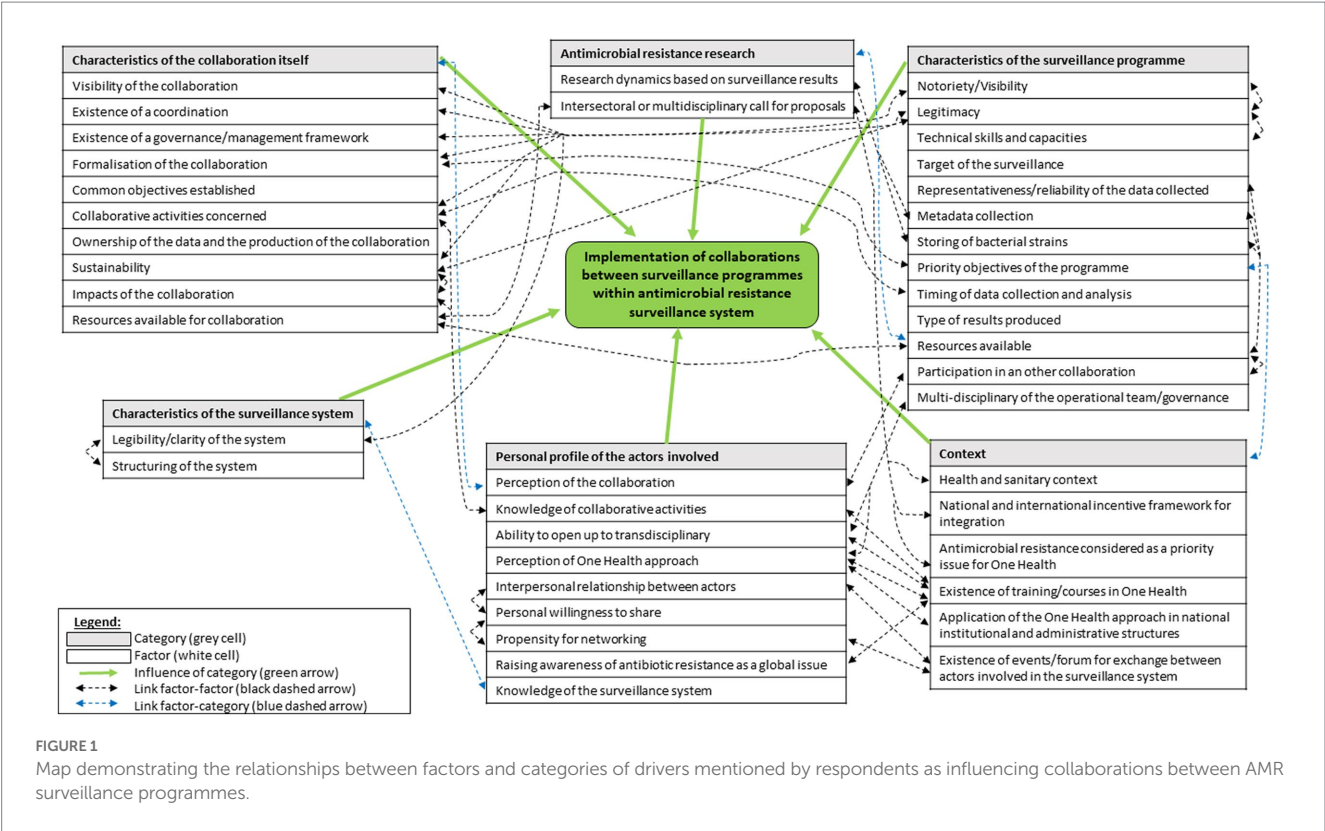 Characteristics of the collaboration itself
Visibility of the collaboration
Existence of a coordination
Existence of a governance/management framework
Formalisation of the collaboration
Common objectives established
Collaborative activities concerned
Ownership of the data and the production of the collaboration
Sustainability
Impacts of the collaboration
Resources available for collaboration
Antimicrobial resistance research
Research dynamics based on surveillance results
Intersectoral or multidisciplinary call for proposals
Characteristics of the surveillance programme
Notoriety/Visibility
Legitimacy
Technical skills and capacities
Target of the surveillance
Representativeness/reliability of the data collected
Metadata collection
Storing of bacterial strains
Priority objectives of the programme
Timing of data collection and analysis
Type of results produced
Resources available
Participation in an other collaboration
Multi-disciplinary of the operational team/governance
Implementation of collaborations
between surveillance programmes
within antimicrobial resistance
surveillance system
Characteristics of the surveillance system
Legibility/clarity of the system
Structuring of the system
Personal profile of the actors involved
Perception of the collaboration
Knowledge of collaborative activities
Ability to open up to transdisciplinary
Perception of One Health approach
Interpersonal relationship between actors
Personal willingness to share
Propensity for networking
Raising awareness of antibiotic resistance as a global issue
Knowledge of the surveillance system
Context
Health and sanitary context
National and international incentive framework for
integration
Antimicrobial resistance considered as a priority
issue for One Health
Existence of training/courses in One Health
Application of the One Health approach in national
institutional and administrative structures
Existence of events/forum for exchange between
actors involved in the surveillance system
Legend:
Category (grey cell)
Factor (white cell)
Influence of category (green arrow)
Link factor-factor (black dashed arrow)
Link factor-category (blue dashed arrow)
FIGURE 1
Map demonstrating the relationships between factors and categories of drivers mentioned by respondents as influencing collaborations between AMR
surveillance programmes.